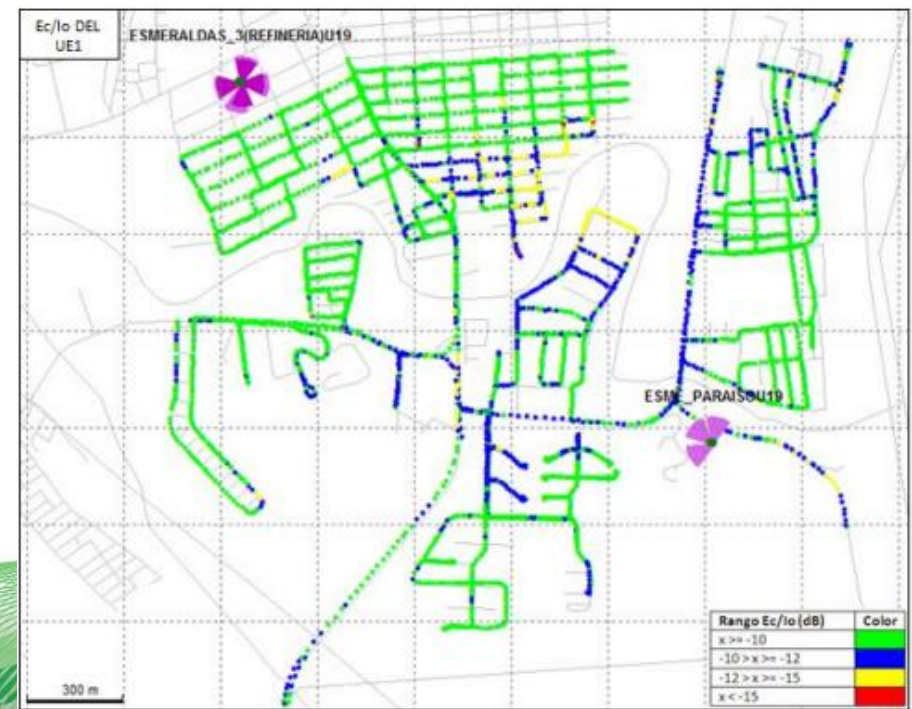 Ec/Io DEL
UE1
ESMERALDAS_3(REFINERIA)U19
ESME_PARAISOU19
Rango Ec/Io (dB) Color
x >= -10
-10 > x >= -12
-12 > x >= -15
x < -15
300 m